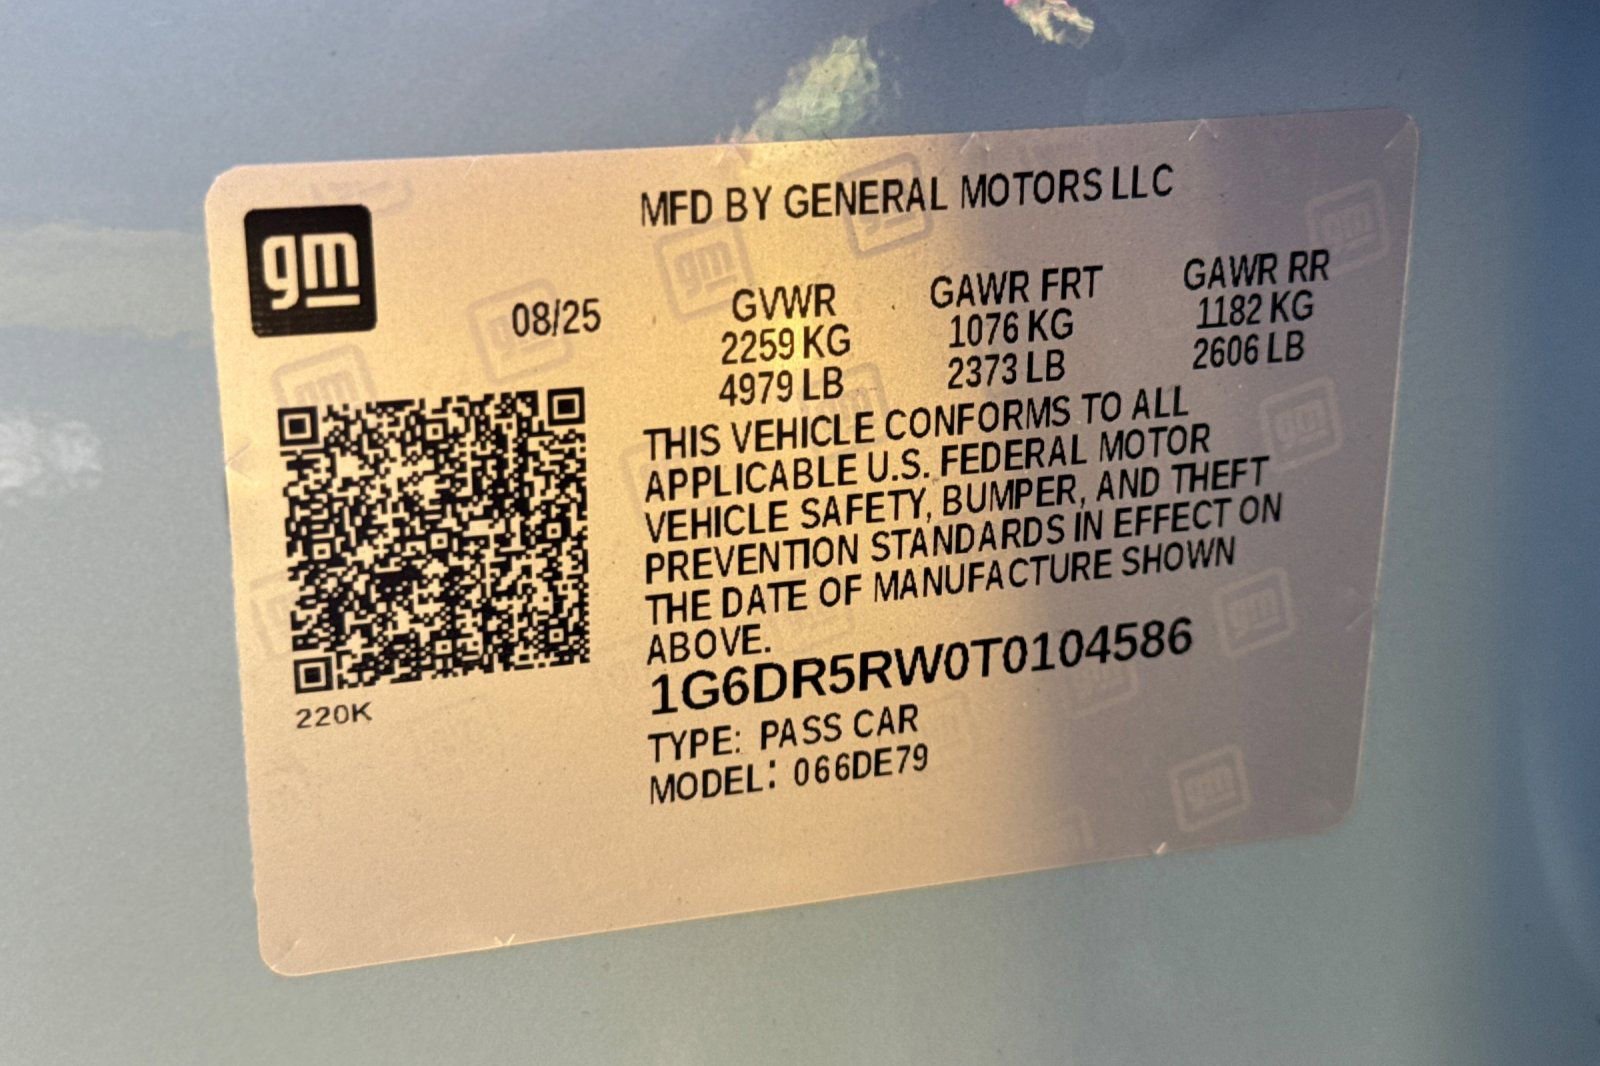 MFD BY GENERAL MOTORS LLC
gm
08/25
GVWR GAWR FRT GAWR RR
2259 KG 1076 KG 1182 KG
4979 LB 2373 LB 2606 LB
THIS VEHICLE CONFORMS TO ALL
APPLICABLE U.S. FEDERAL MOTOR
VEHICLE SAFETY, BUMPER, AND THEFT
PREVENTION STANDARDS IN EFFECT ON
THE DATE OF MANUFACTURE SHOWN
ABOVE.
1G6DR5RW0T0104586
220K
TYPE: PASS CAR
MODEL: 066DE79